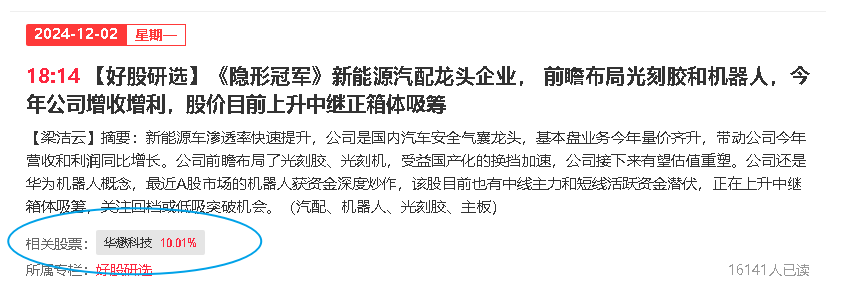 2024-12-02 星期一
18:14 【好股研选】《隐形冠军》新能源汽配龙头企业， 前瞻布局光刻胶和机器人，今
年公司增收增利，股价目前上升中继正箱体吸筹
【梁洁云】摘要：新能源车渗透率快速提升，公司是国内汽车安全气囊龙头，基本盘业务今年量价齐升，带动公司今年
营收和利润同比增长。公司前瞻布局了光刻胶、光刻机，受益国产化的换挡加速，公司接下来有望估值重塑。公司还是
华为机器人概念，最近A股市场的机器人获资金深度炒作，该股目前也有中线主力和短线活跃资金潜伏，正在上升中继
箱体吸筹，关注回档或低吸突破机会。（汽配、机器人、光刻胶、主板）
相关股票： 华懋科技 10.01%
所属专栏：好股研选
16141人已读